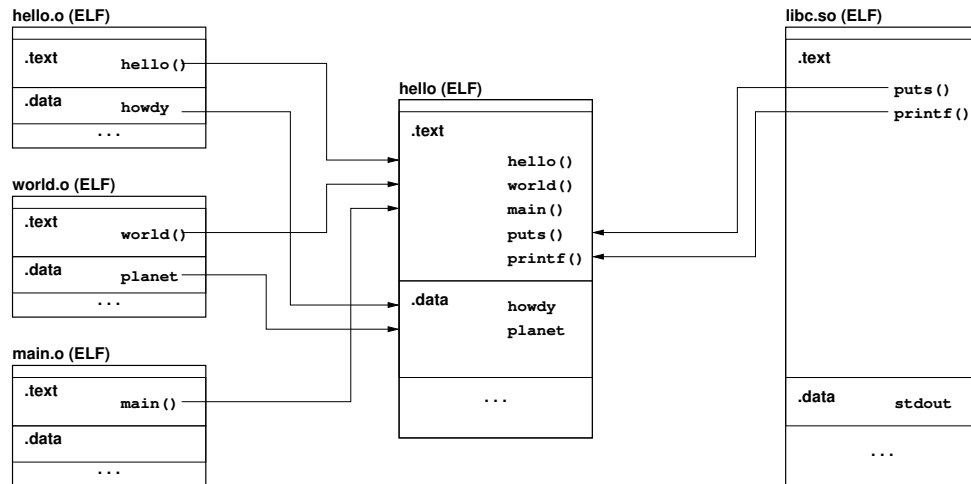 hello.o (ELF)
.text
hello()
.data
howdy
...
world.o (ELF)
.text
world()
.data
planet
...
main.o (ELF)
.text
main()
.data
...
hello (ELF)
.text
hello()
world()
main()
puts()
printf()
.data
howdy
planet
...
libc.so (ELF)
.text
puts()
printf()
.data
stdout
...